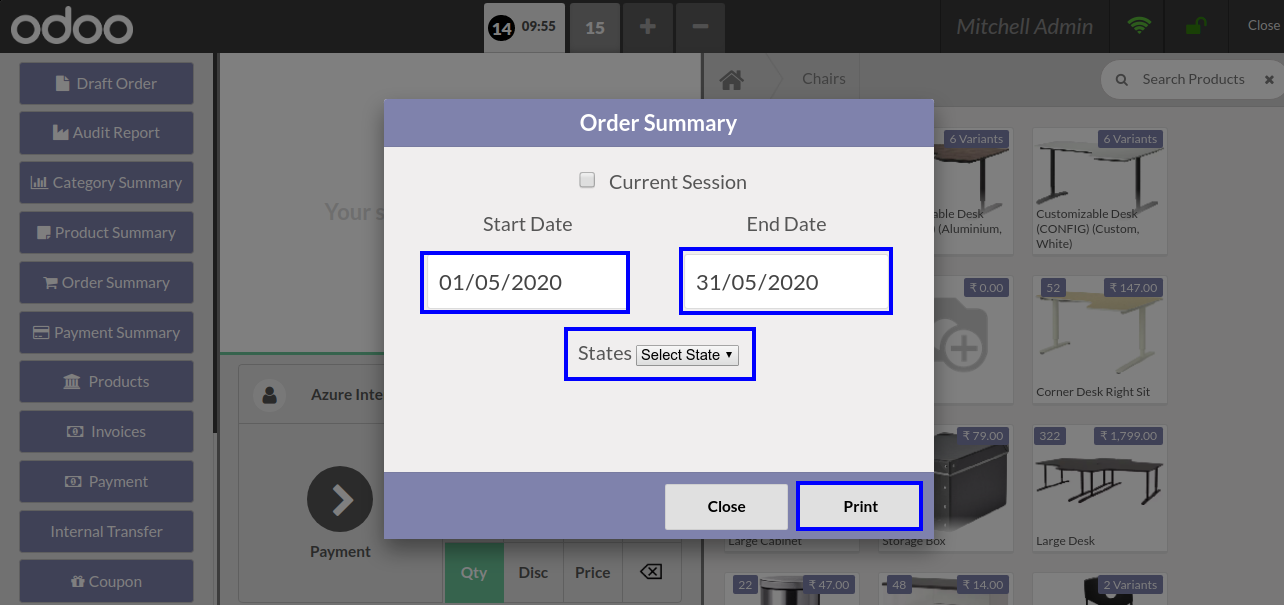 odoo
14 09:55
15
Mitchell Admin
Close
Draft Order
Audit Report
Category Summary
Product Summary
Order Summary
Payment Summary
Products
Invoices
Payment
Internal Transfer
Coupon
Your s
Azure Inte
Payment
Qty
Disc
Price
Chairs
Search Products
Order Summary
Current Session
Start Date
End Date
01/05/2020
31/05/2020
States Select State
Close
Print
6 Variants
able Desk
) (Aluminium,
6 Variants
Customizable Desk
(CONFIG) (Custom,
White)
₹ 0.00
52
₹ 147.00
Corner Desk Right Sit
₹ 79.00
322
₹ 1,799.00
Large Cabinet
Storage Box
Large Desk
22
₹ 47.00
48
₹ 14.00
2 Variants